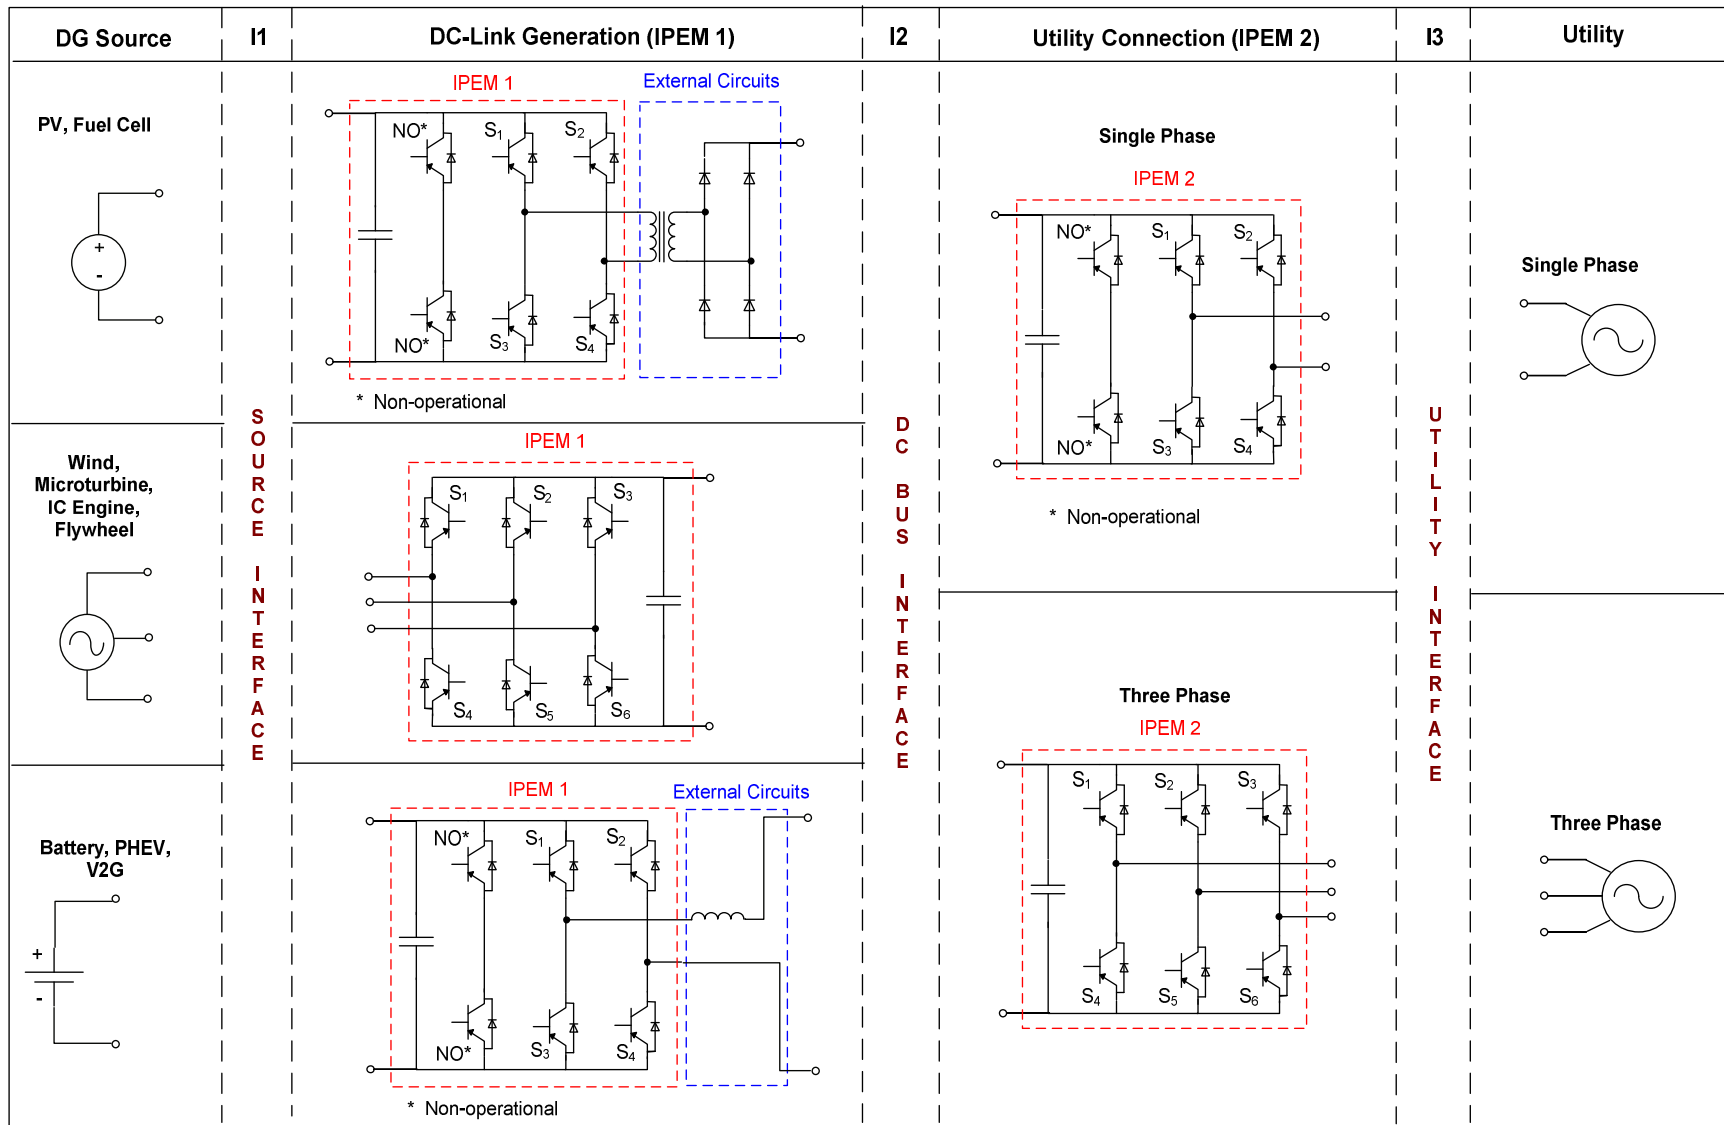 DG Source
I1
DC-Link Generation (IPEM 1)
I2
Utility Connection (IPEM 2)
I3
Utility
PV, Fuel Cell
+
-
SOURCE INTERFACE
IPEM 1
External Circuits
NO*
S1
S2
NO*
S3
S4
* Non-operational
Wind,
Microturbine,
IC Engine,
Flywheel
IPEM 1
S1
S2
S3
S4
S5
S6
Battery, PHEV,
V2G
+
-
IPEM 1
External Circuits
NO*
S1
S2
NO*
S3
S4
* Non-operational
DC BUS INTERFACE
Single Phase
IPEM 2
NO*
S1
S2
NO*
S3
S4
* Non-operational
Three Phase
IPEM 2
S1
S2
S3
S4
S5
S6
UTILITY INTERFACE
Single Phase
Three Phase